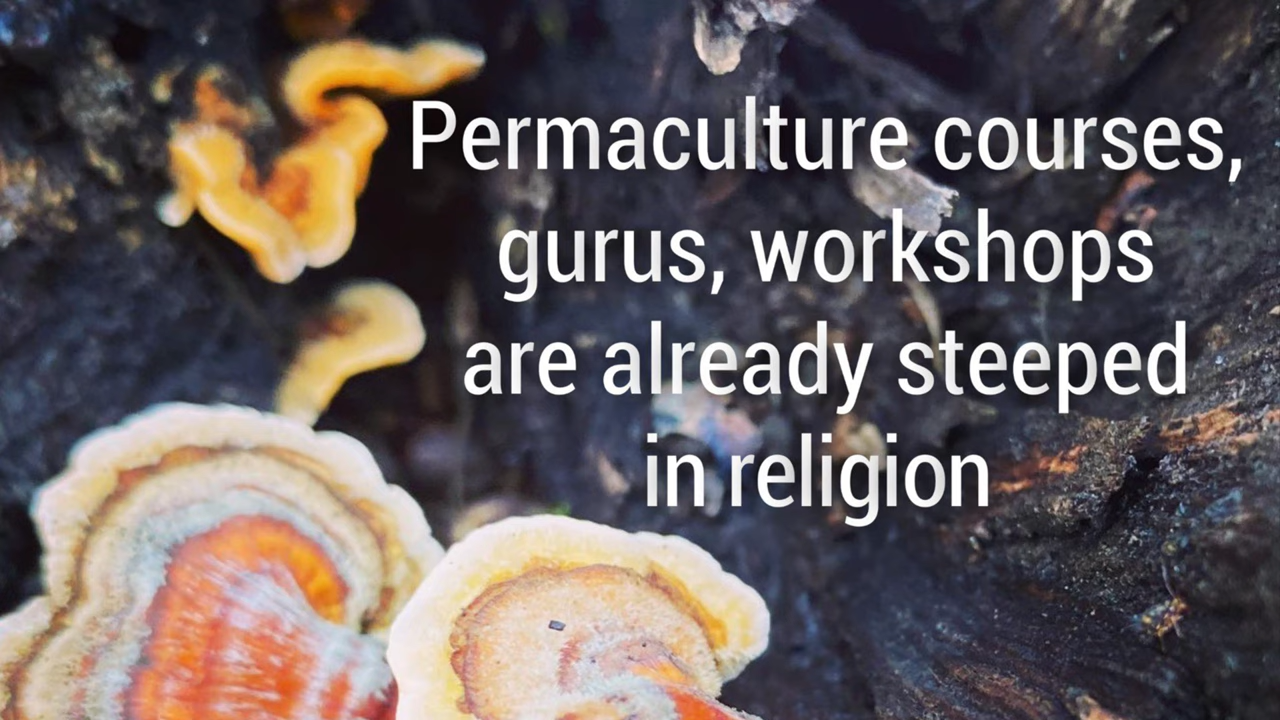 Permaculture courses,
gurus, workshops
are already steeped
in religion